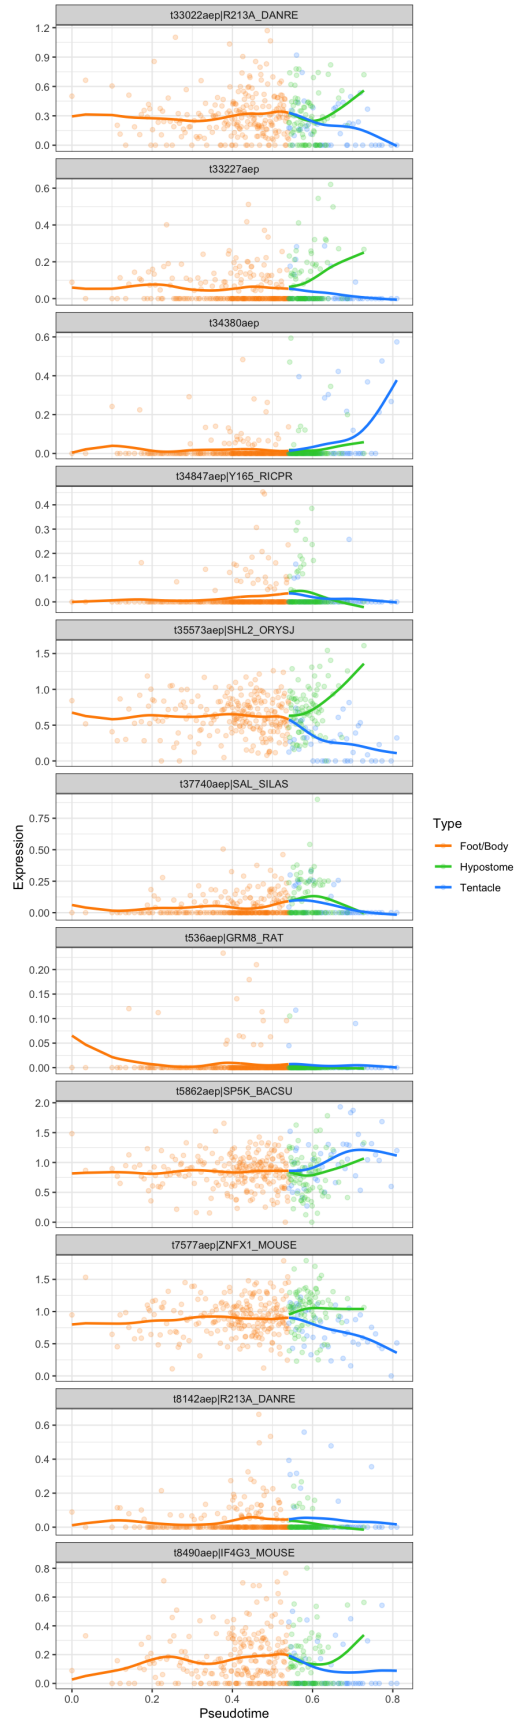 t33022aep|R213A_DANRE
1.2
0.9
0.6
0.3
0.0
t33227aep
0.6
0.4
0.2
0.0
t34380aep
0.6
0.4
0.2
0.0
t34847aep|Y165_RICPR
0.4
0.3
0.2
0.1
0.0
t35573aep|SHL2_ORYSJ
1.5
1.0
0.5
0.0
t37740aep|SAL_SILAS
0.75
0.50
0.25
0.00
t536aep|GRM8_RAT
0.20
0.15
0.10
0.05
0.00
t5862aep|SP5K_BACSU
2.0
1.5
1.0
0.5
0.0
t7577aep|ZNFX1_MOUSE
1.5
1.0
0.5
0.0
t8142aep|R213A_DANRE
0.6
0.4
0.2
0.0
t8490aep|IF4G3_MOUSE
0.8
0.6
0.4
0.2
0.0
0.0 0.2 0.4 0.6 0.8
Pseudotime
Expression
Type
Foot/Body
Hypostome
Tentacle